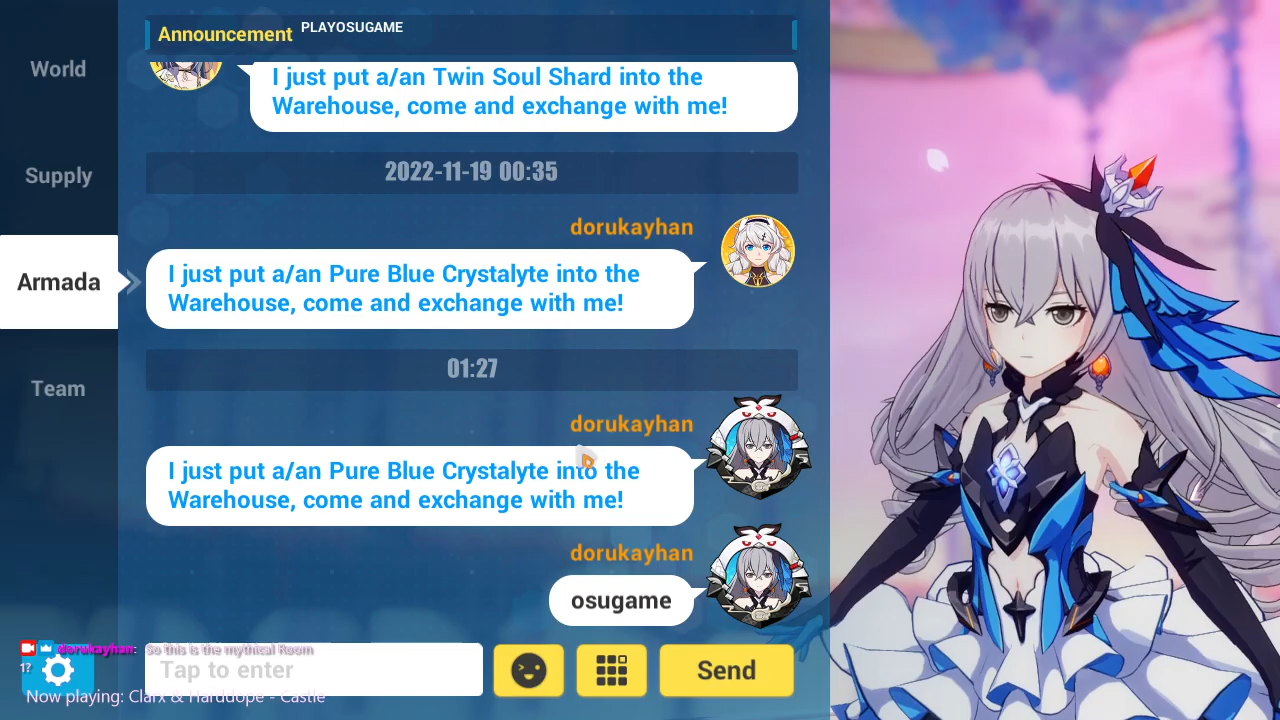 World
Supply
Armada
Team
Announcement PLAYOSUGAME
I just put a/an Twin Soul Shard into the
Warehouse, come and exchange with me!
2022-11-19 00:35
dorukayhan
I just put a/an Pure Blue Crystalyte into the
Warehouse, come and exchange with me!
01:27
dorukayhan
I just put a/an Pure Blue Crystalyte into the
Warehouse, come and exchange with me!
dorukayhan
osugame
dorukayhan: So this is the mythical Room
1?
Tap to enter
Send
Now playing: Clarx & Harddope - Castle